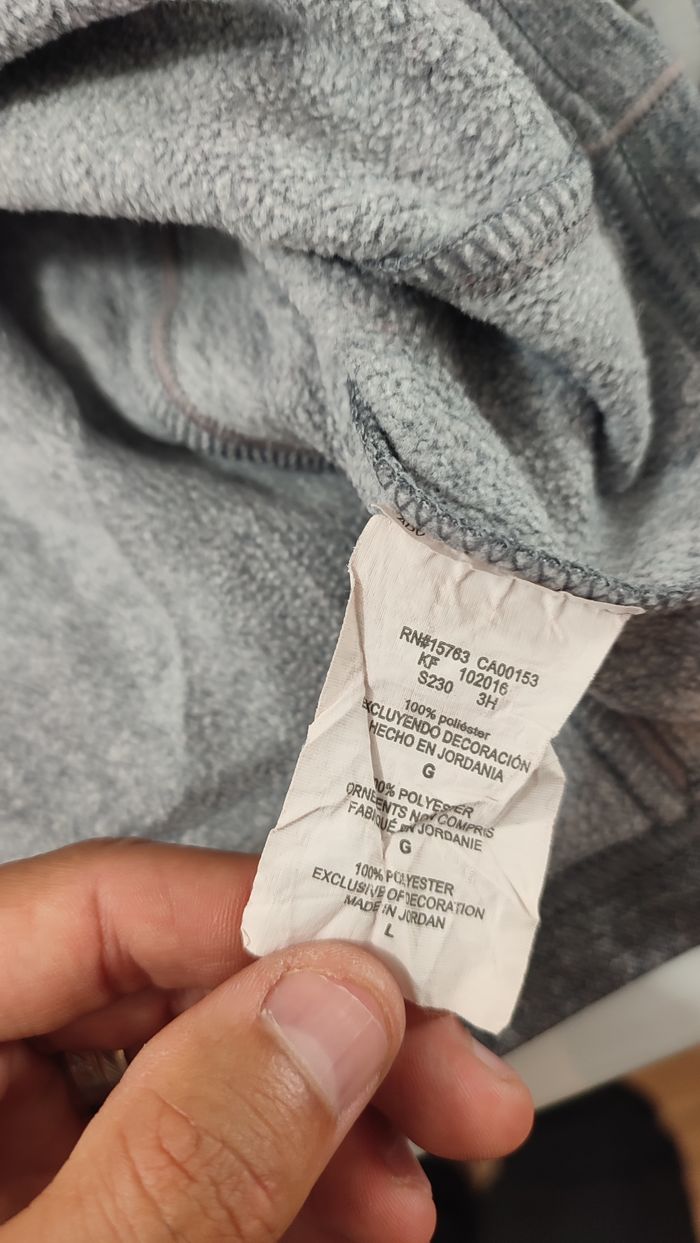 ADV
RN#15763 CA00153
KF 102016
S230 3H
100% poliéster
EXCLUYENDO DECORACIÓN
HECHO EN JORDANIA
G
100% POLYESTER
NON COMPRIS
FABRIQUÉ EN JORDANIE
G
100% POLYESTER
EXCLUSIVE OF DECORATION
MADE IN JORDAN
L